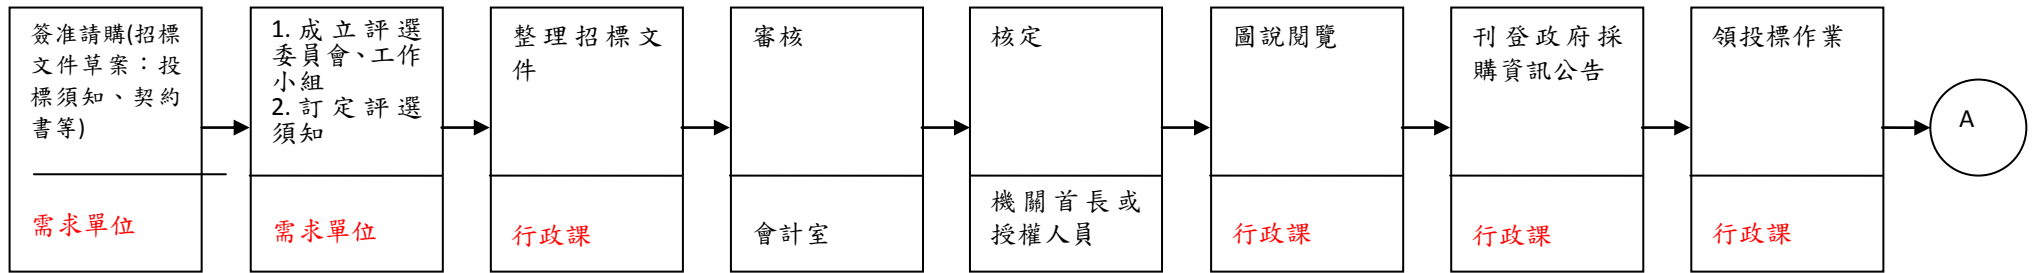 簽准請購(招標
文件草案：投
標須知、契約
書等)
需求單位
1. 成立評選
委員會、工作
小組
2. 訂定評選
須知
需求單位
整理招標文
件
行政課
審核
會計室
核定
機關首長或
授權人員
圖說閱覽
行政課
刊登政府採
購資訊公告
行政課
領投標作業
行政課
A